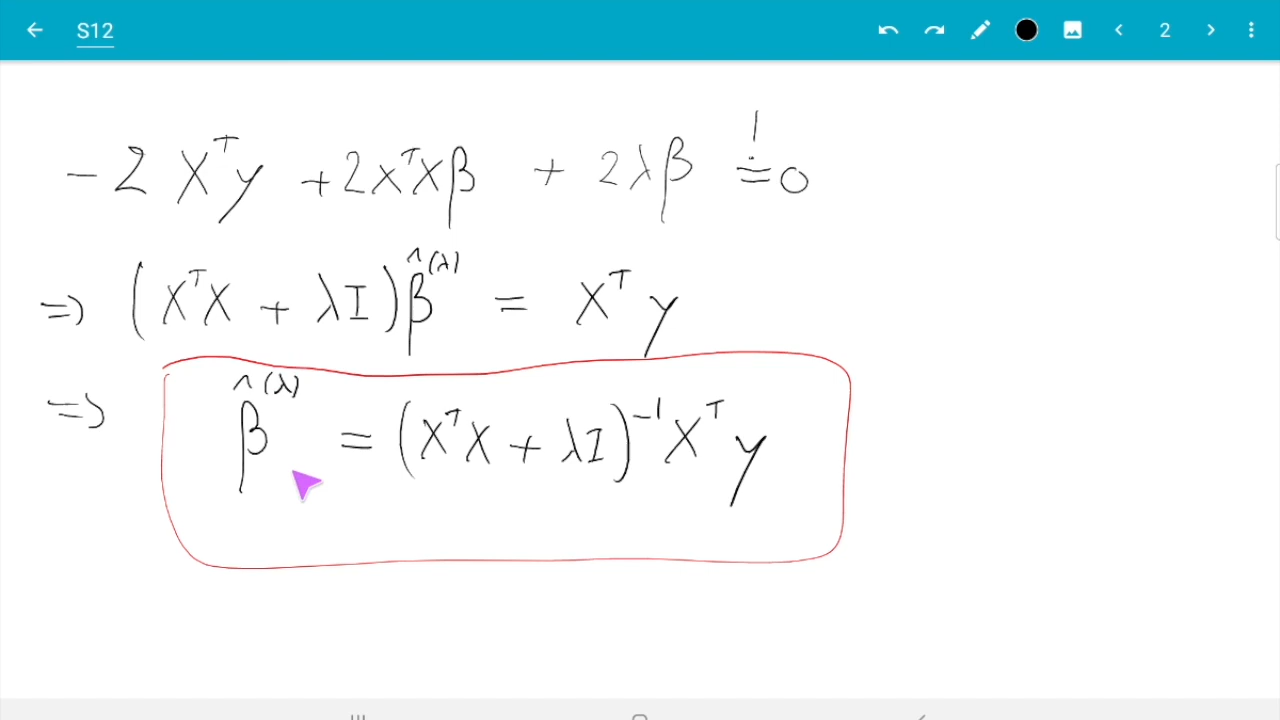 S12
2
- 2 Xᵀy + 2XᵀXβ + 2λβ =! 0
=> (XᵀX + λI)β̂^(λ) = Xᵀy
=> β̂^(λ) = (XᵀX + λI)⁻¹ Xᵀy